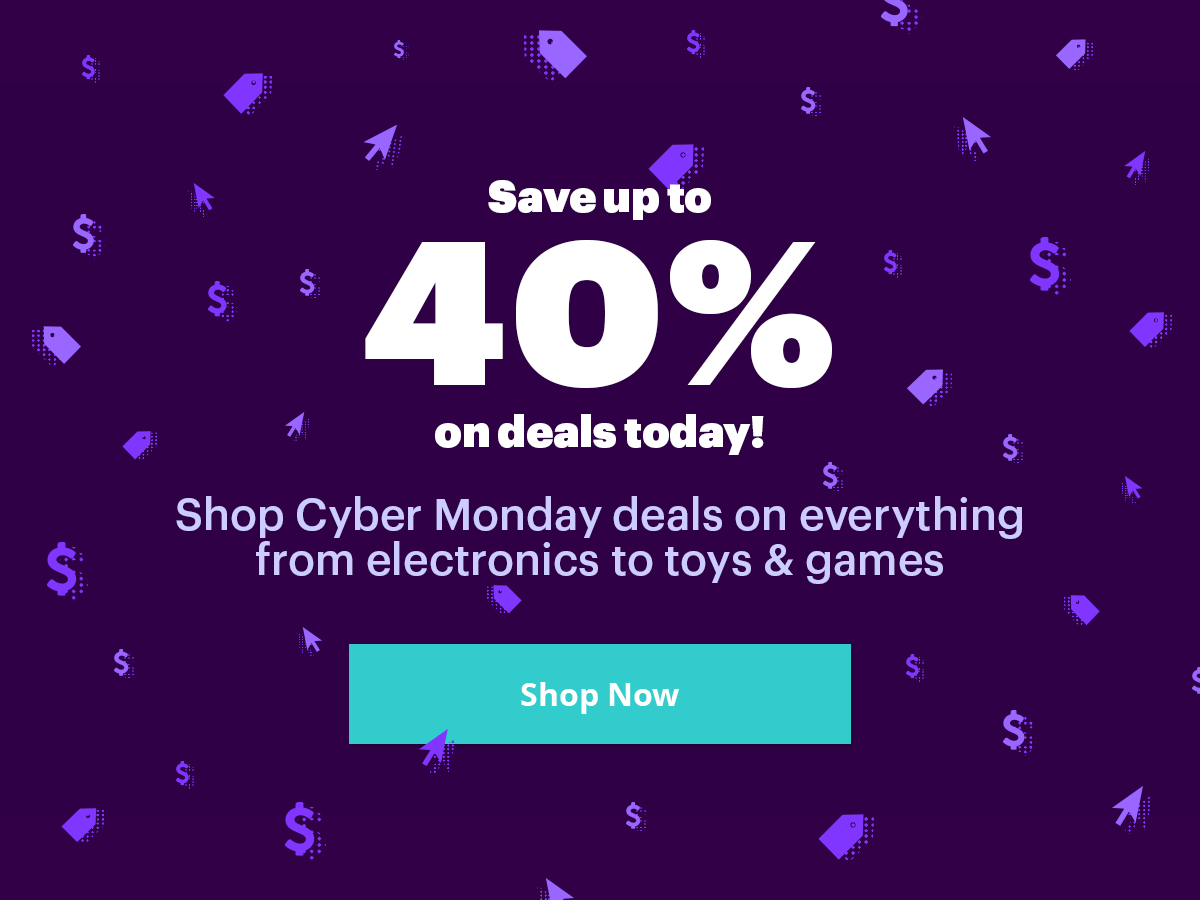 Save up to
40%
on deals today!
Shop Cyber Monday deals on everything
from electronics to toys & games
Shop Now